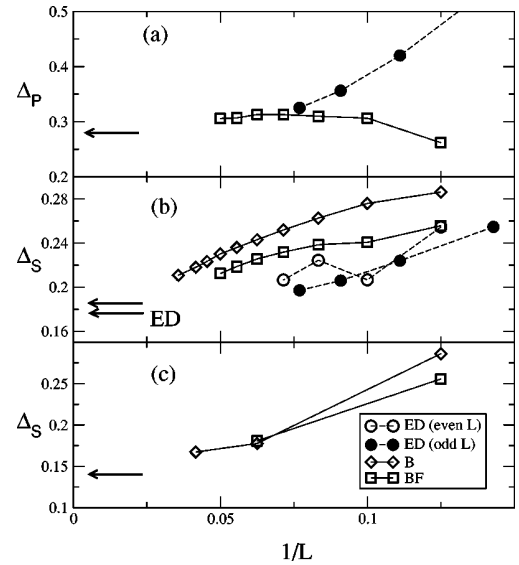 0.5
(a)
0.4
Δ_P
0.3
0.2
0.28
(b)
Δ_S
0.24
0.2
ED
0.16
(c)
0.25
Δ_S
0.2
ED (even L)
ED (odd L)
0.15
B
BF
0.1
0
0.05
0.1
1/L